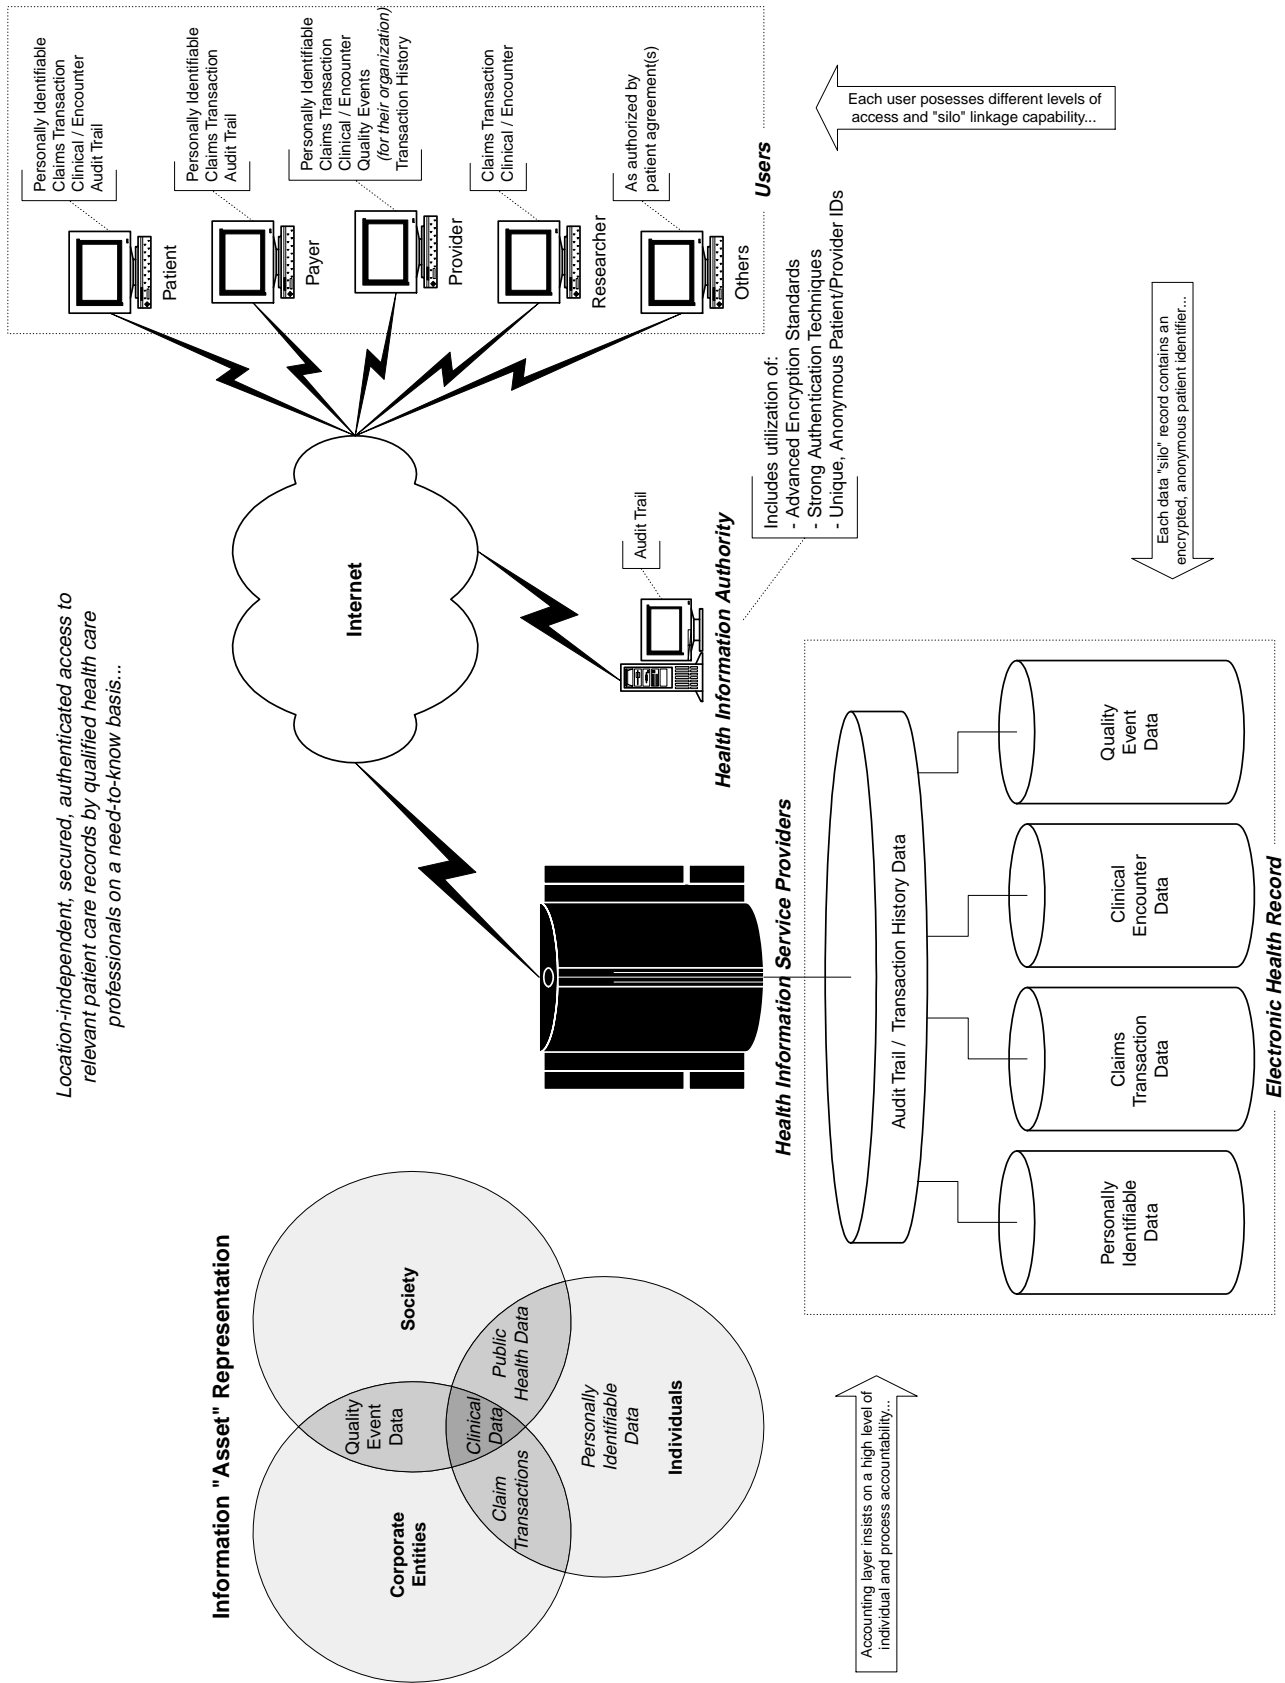 Location-independent, secured, authenticated access to
relevant patient care records by qualified health care
professionals on a need-to-know basis...
Information "Asset" Representation
Corporate
Entities
Society
Individuals
Quality
Event
Data
Clinical
Data
Claim
Transactions
Public
Health Data
Personally
Identifiable
Data
Internet
Personally Identifiable
Claims Transaction
Clinical / Encounter
Audit Trail
Patient
Personally Identifiable
Claims Transaction
Audit Trail
Payer
Personally Identifiable
Claims Transaction
Clinical / Encounter
Quality Events
(for their organization)
Transaction History
Provider
Claims Transaction
Clinical / Encounter
Researcher
As authorized by
patient agreement(s)
Others
Users
Each user posesses different levels of
access and "silo" linkage capability...
Audit Trail
Health Information Authority
Includes utilization of:
- Advanced Encryption Standards
- Strong Authentication Techniques
- Unique, Anonymous Patient/Provider IDs
Health Information Service Providers
Audit Trail / Transaction History Data
Personally
Identifiable
Data
Claims
Transaction
Data
Clinical
Encounter
Data
Quality
Event
Data
Electronic Health Record
Accounting layer insists on a high level of
individual and process accountability...
Each data "silo" record contains an
encrypted, anonymous patient identifier...